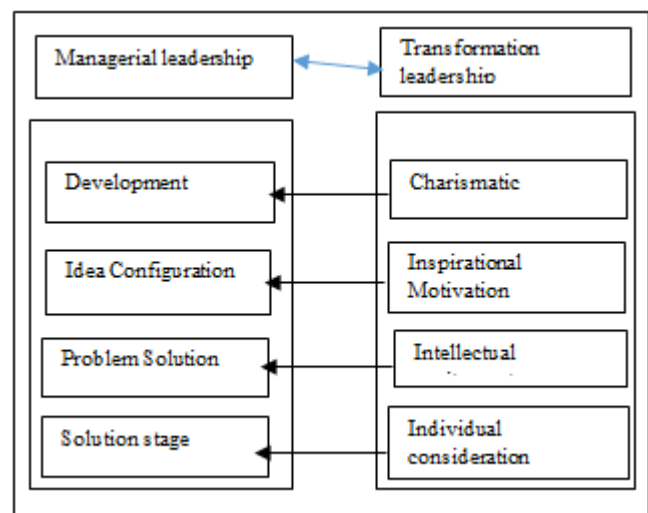 Managerial leadership
Transformation
leadership
Development
Charismatic
Idea Configuration
Inspirational
Motivation
Problem Solution
Intellectual
Solution stage
Individual
consideration